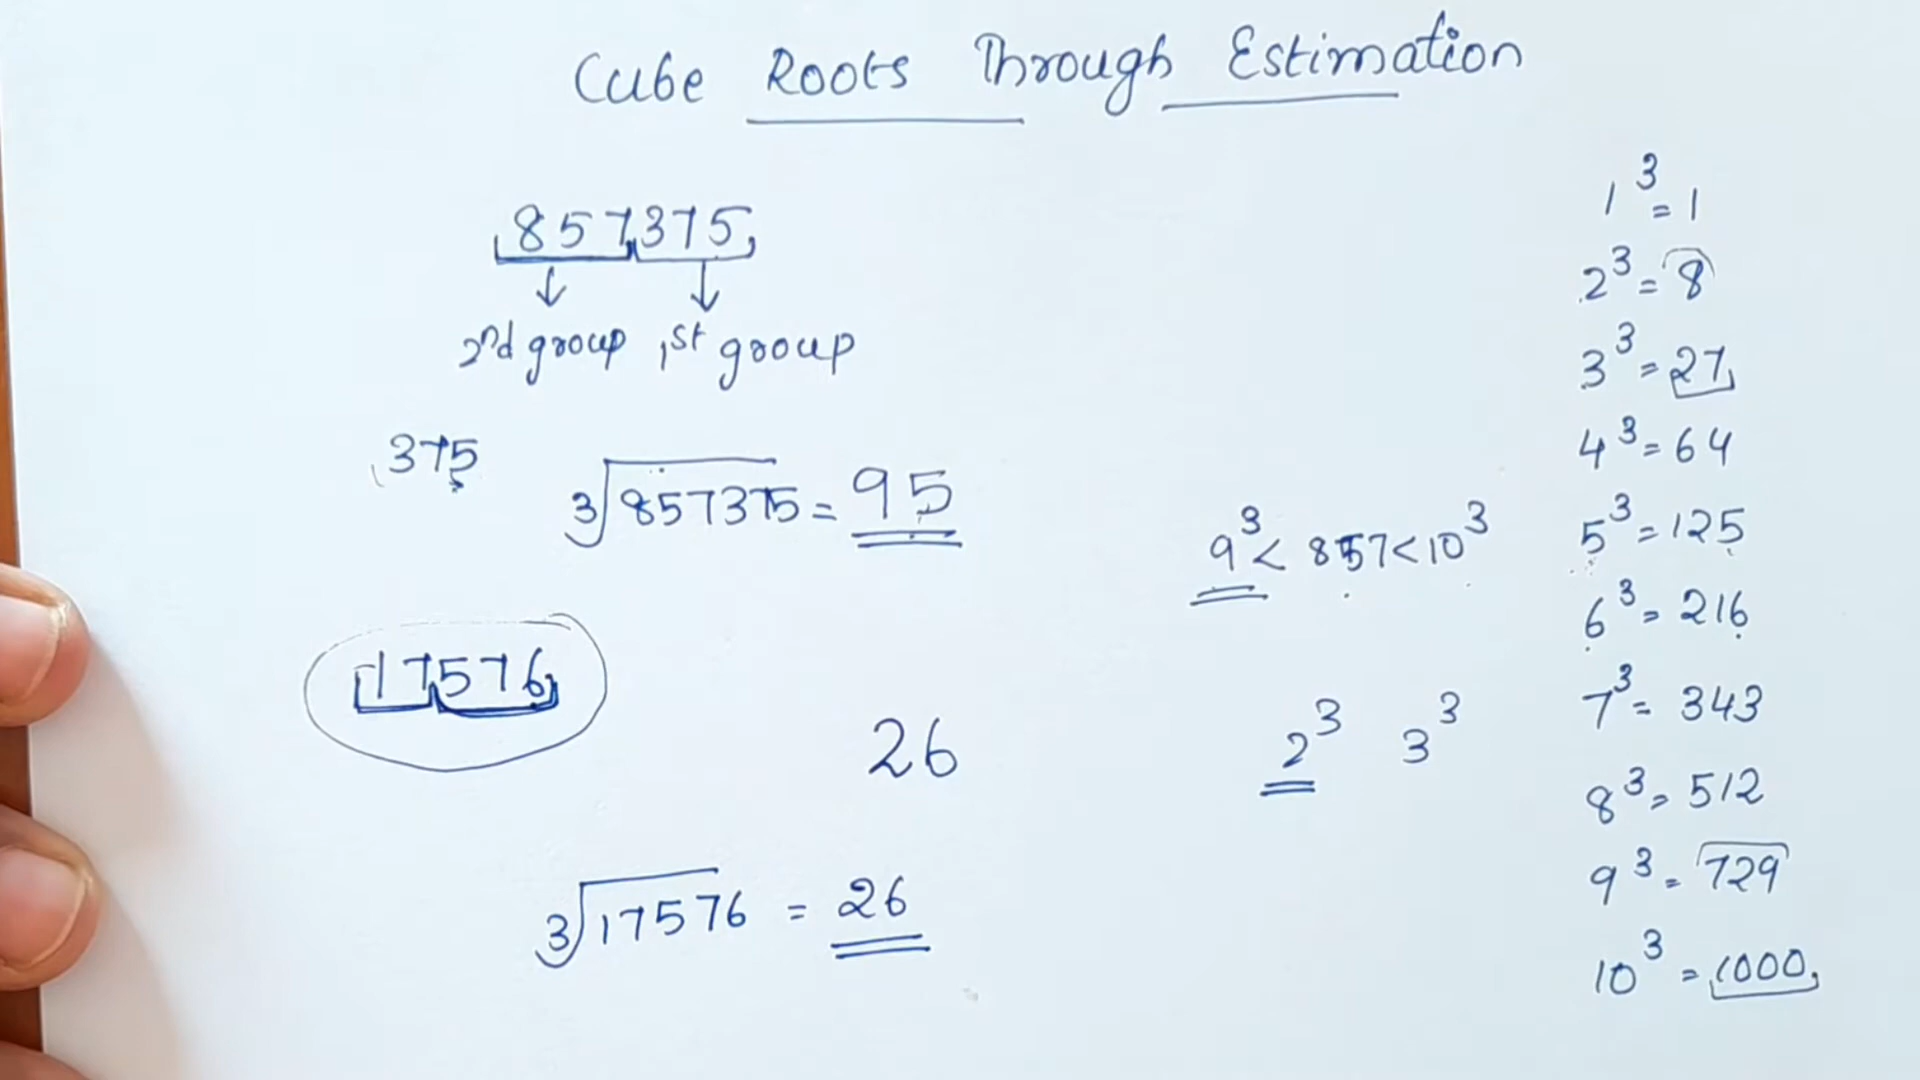 Cube Roots Through Estimation
857375
2nd group 1st group
375
∛857375 = 95
9³ < 857 < 10³
17576
26
2³ 3³
∛17576 = 26
1³ = 1
2³ = 8
3³ = 27
4³ = 64
5³ = 125
6³ = 216
7³ = 343
8³ = 512
9³ = 729
10³ = 1000